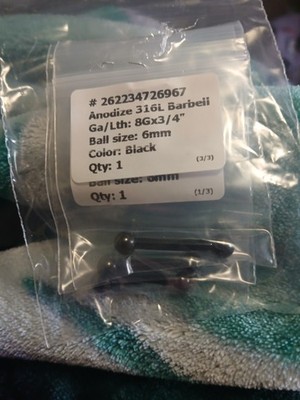 # 262234726967
Anodize 316L Barbell
Ga/Lth: 8Gx3/4"
Ball size: 6mm
Color: Black
Qty: 1
(3/3)
Ball size: 6mm
Qty: 1
(1/3)